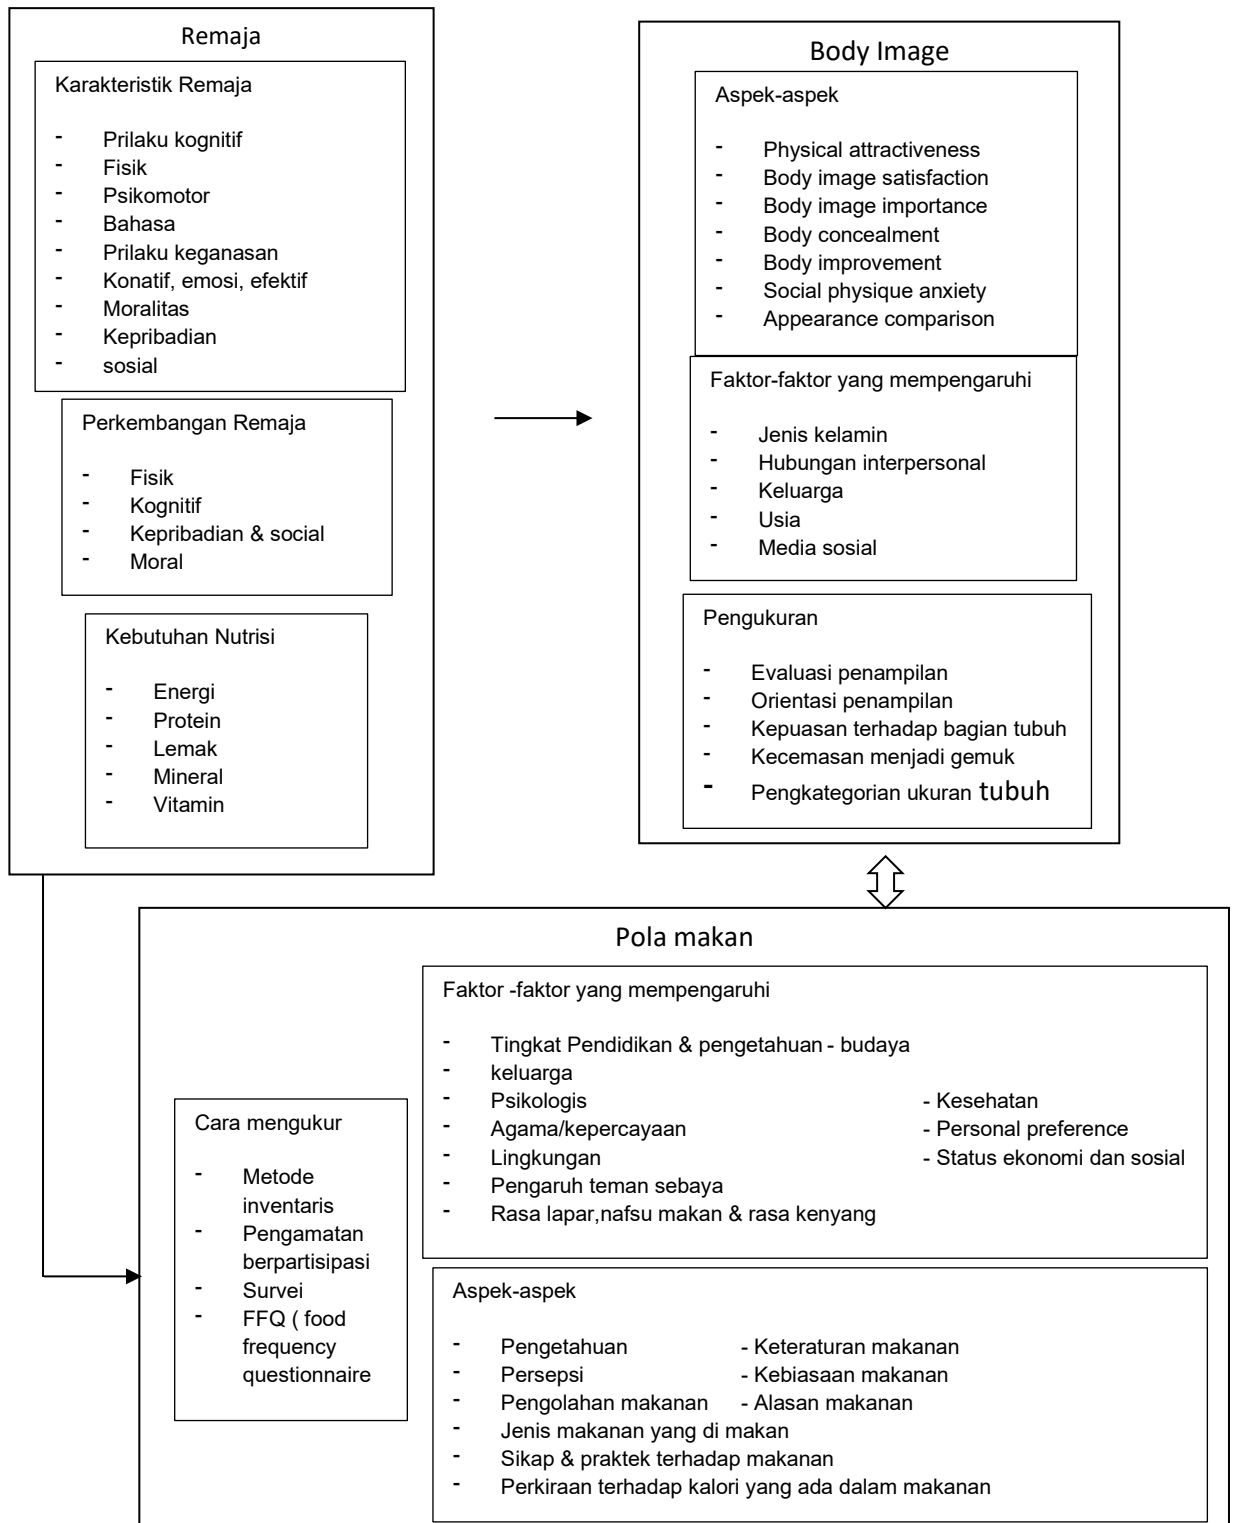 Remaja
Karakteristik Remaja
- Prilaku kognitif
- Fisik
- Psikomotor
- Bahasa
- Prilaku keganasan
- Konatif, emosi, efektif
- Moralitas
- Kepribadian
- sosial
Perkembangan Remaja
- Fisik
- Kognitif
- Kepribadian & social
- Moral
Kebutuhan Nutrisi
- Energi
- Protein
- Lemak
- Mineral
- Vitamin
Body Image
Aspek-aspek
- Physical attractiveness
- Body image satisfaction
- Body image importance
- Body concealment
- Body improvement
- Social physique anxiety
- Appearance comparison
Faktor-faktor yang mempengaruhi
- Jenis kelamin
- Hubungan interpersonal
- Keluarga
- Usia
- Media sosial
Pengukuran
- Evaluasi penampilan
- Orientasi penampilan
- Kepuasan terhadap bagian tubuh
- Kecemasan menjadi gemuk
- Pengkategorian ukuran tubuh
Pola makan
Cara mengukur
- Metode
inventaris
- Pengamatan
berpartisipasi
- Survei
- FFQ ( food
frequency
questionnaire
Faktor -faktor yang mempengaruhi
- Tingkat Pendidikan & pengetahuan - budaya
- keluarga
- Psikologis - Kesehatan
- Agama/kepercayaan - Personal preference
- Lingkungan - Status ekonomi dan sosial
- Pengaruh teman sebaya
- Rasa lapar,nafsu makan & rasa kenyang
Aspek-aspek
- Pengetahuan - Keteraturan makanan
- Persepsi - Kebiasaan makanan
- Pengolahan makanan - Alasan makanan
- Jenis makanan yang di makan
- Sikap & praktek terhadap makanan
- Perkiraan terhadap kalori yang ada dalam makanan